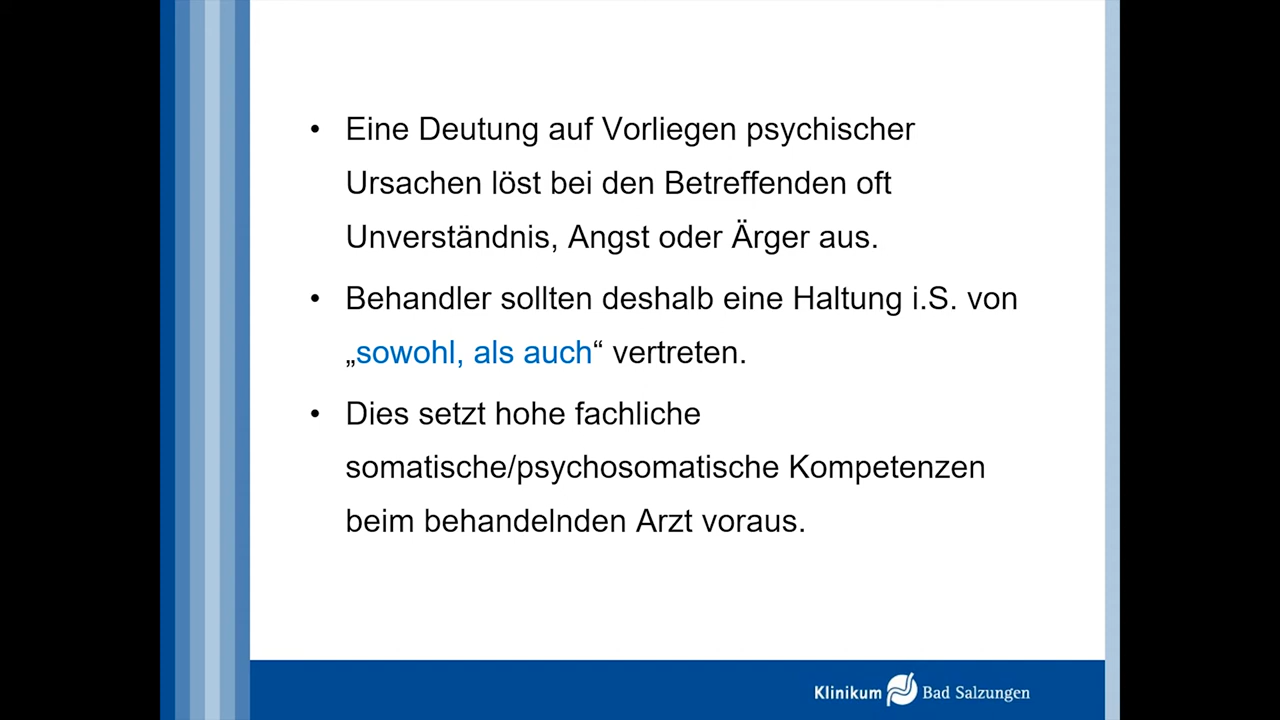 • Eine Deutung auf Vorliegen psychischer
Ursachen löst bei den Betreffenden oft
Unverständnis, Angst oder Ärger aus.
• Behandler sollten deshalb eine Haltung i.S. von
„sowohl, als auch“ vertreten.
• Dies setzt hohe fachliche
somatische/psychosomatische Kompetenzen
beim behandelnden Arzt voraus.
Klinikum Bad Salzungen